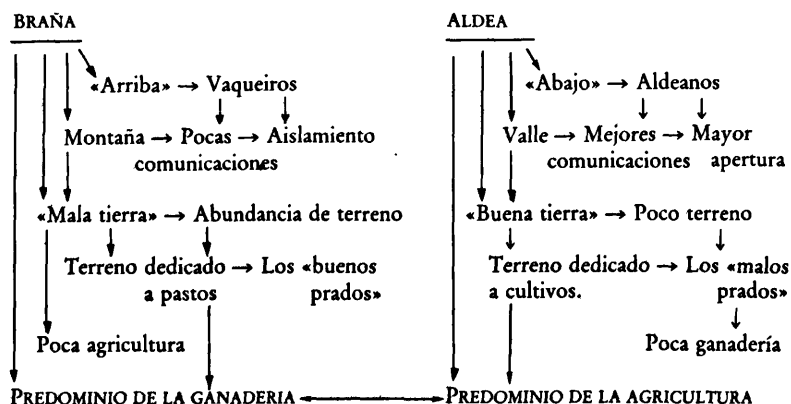 BRAÑA
«Arriba» → Vaqueiros
Montaña → Pocas → Aislamiento
comunicaciones
«Mala tierra» → Abundancia de terreno
Terreno dedicado → Los «buenos
a pastos prados»
Poca agricultura
PREDOMINIO DE LA GANADERIA
ALDEA
«Abajo» → Aldeanos
Valle → Mejores → Mayor
comunicaciones apertura
«Buena tierra» → Poco terreno
Terreno dedicado → Los «malos
a cultivos. prados»
Poca ganadería
PREDOMINIO DE LA AGRICULTURA